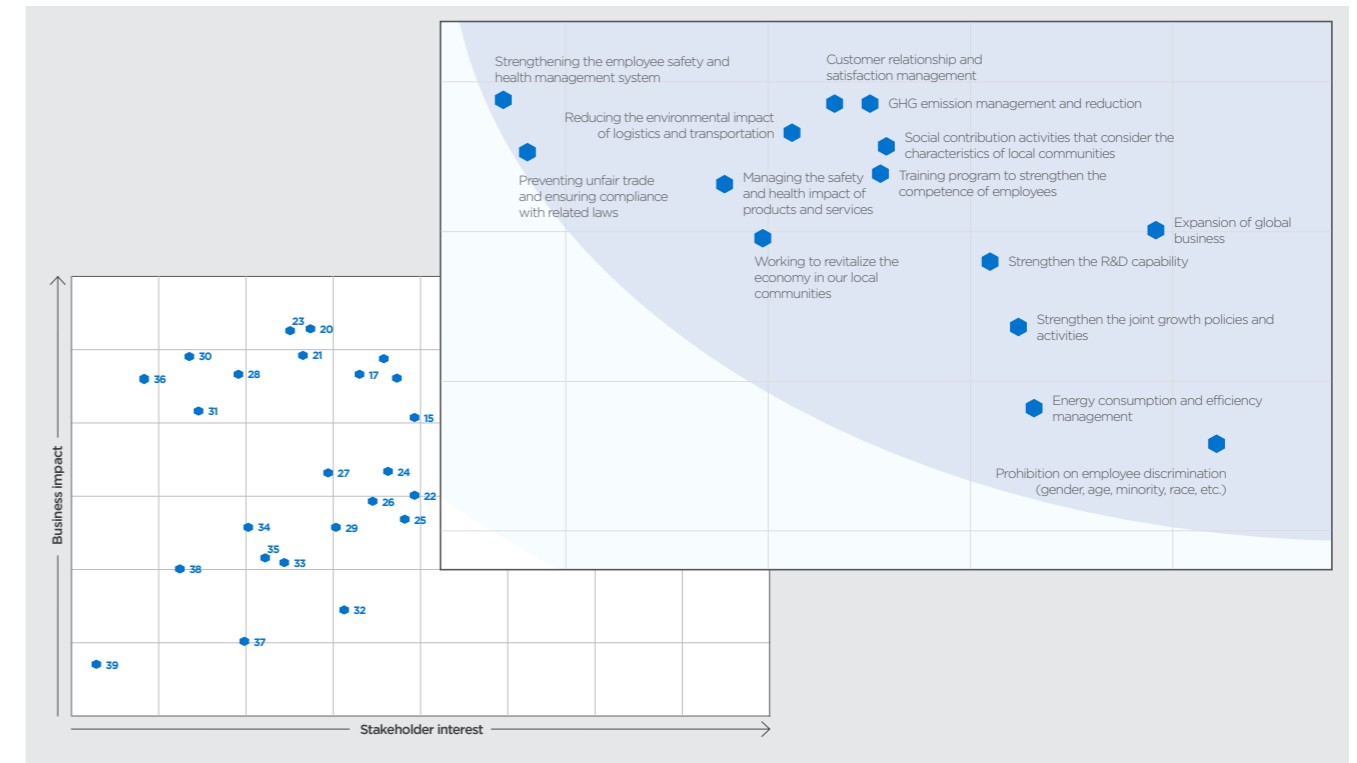 Strengthening the employee safety and
health management system
Customer relationship and
satisfaction management
GHG emission management and reduction
Reducing the environmental impact
of logistics and transportation
Social contribution activities that consider the
characteristics of local communities
Preventing unfair trade
and ensuring compliance
with related laws
Managing the safety
and health impact of
products and services
Training program to strengthen the
competence of employees
Expansion of global
business
Working to revitalize the
economy in our local
communities
Strengthen the R&D capability
Strengthen the joint growth policies and
activities
Energy consumption and efficiency
management
Prohibition on employee discrimination
(gender, age, minority, race, etc.)
Business impact
23
20
30
21
36
28
17
31
15
27
24
26
22
25
34
29
35
33
38
32
37
39
Stakeholder interest